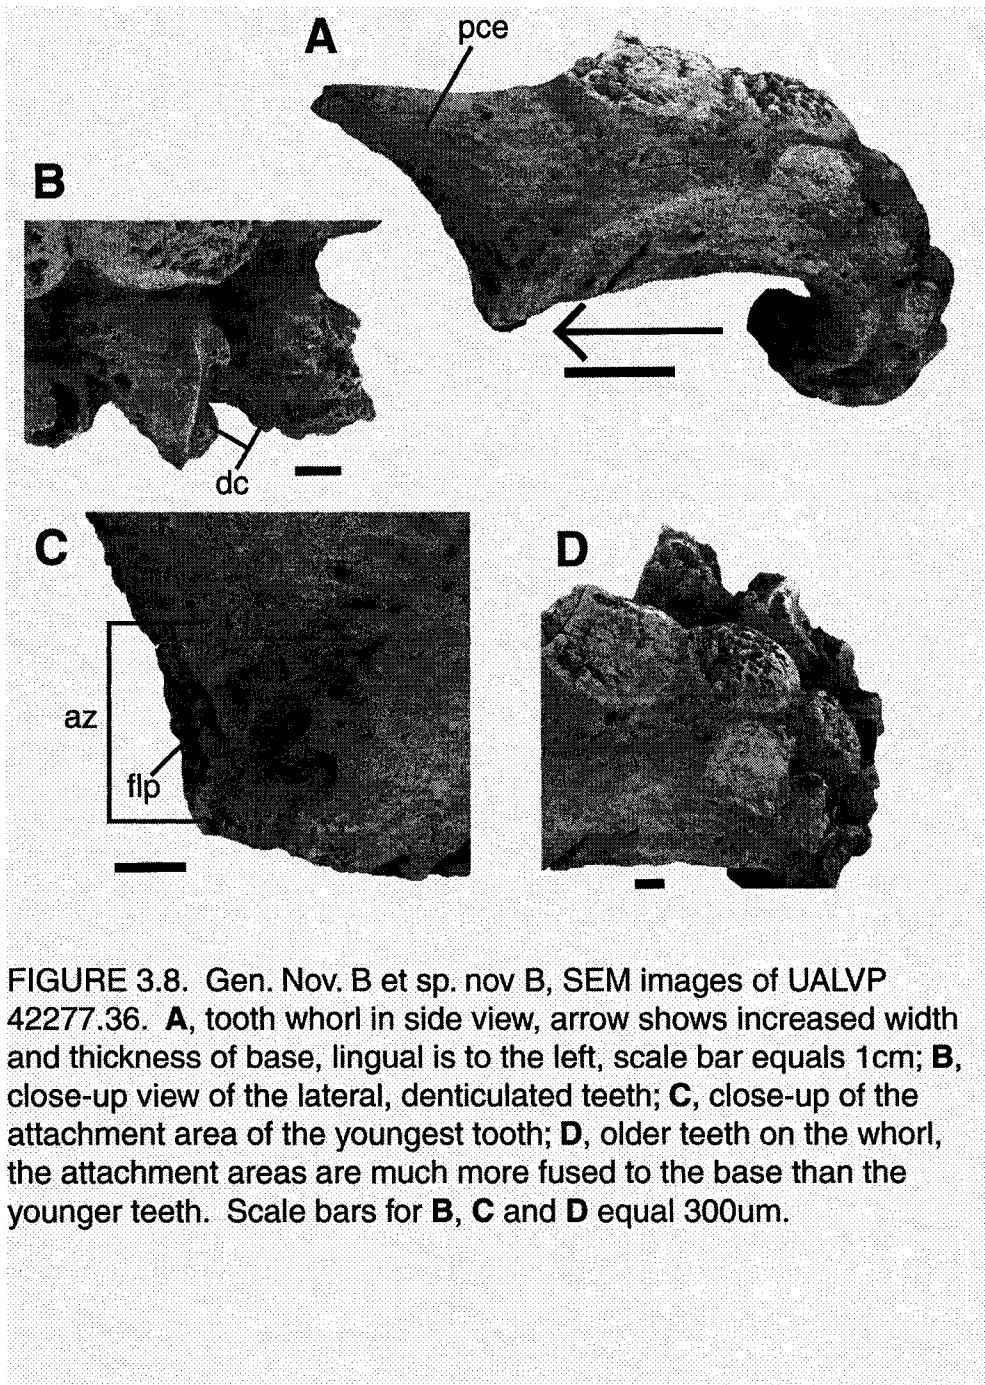 A
pce
B
dc
C
D
az
flp
FIGURE 3.8. Gen. Nov. B et sp. nov B, SEM images of UALVP
42277.36. A, tooth whorl in side view, arrow shows increased width
and thickness of base, lingual is to the left, scale bar equals 1cm; B,
close-up view of the lateral, denticulated teeth; C, close-up of the
attachment area of the youngest tooth; D, older teeth on the whorl,
the attachment areas are much more fused to the base than the
younger teeth. Scale bars for B, C and D equal 300um.